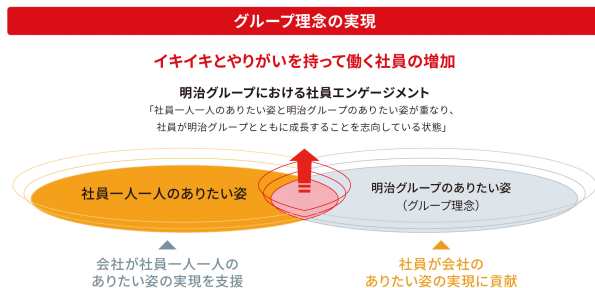 グループ理念の実現
イキイキとやりがいを持って働く社員の増加
明治グループにおける社員エンゲージメント
「社員一人一人のありたい姿と明治グループのありたい姿が重なり、
社員が明治グループとともに成長することを志向している状態」
社員一人一人のありたい姿
明治グループのありたい姿
（グループ理念）
会社が社員一人一人の
ありたい姿の実現を支援
社員が会社の
ありたい姿の実現に貢献